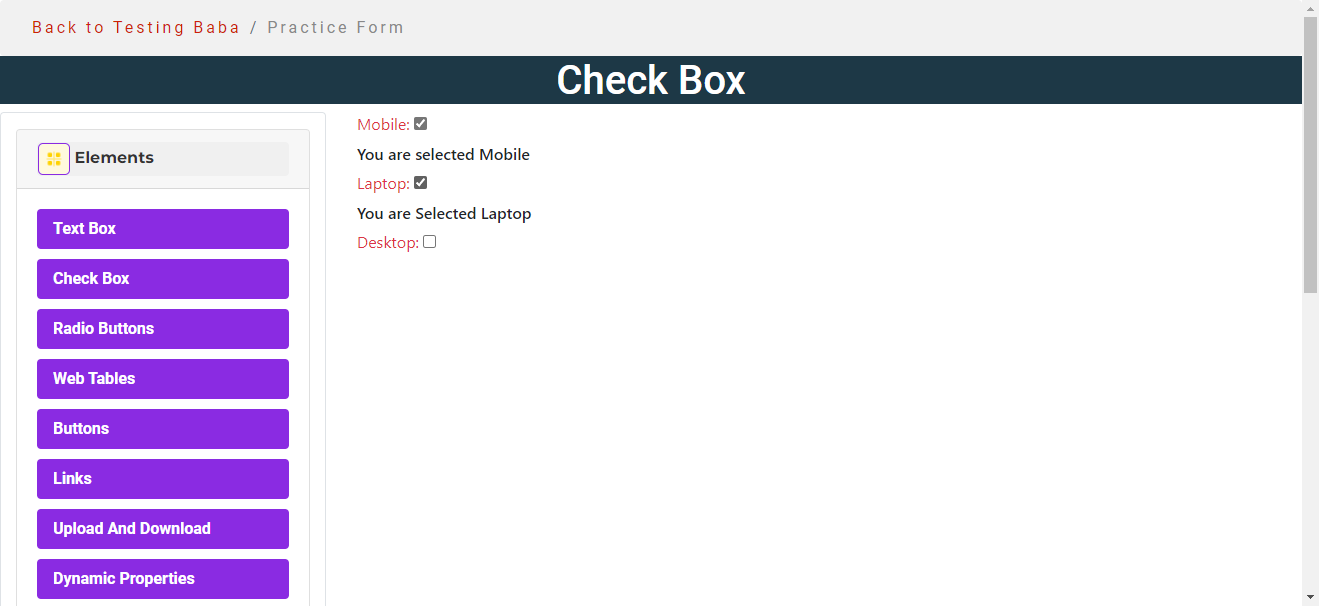 Back to Testing Baba / Practice Form
Check Box
Elements
Text Box
Check Box
Radio Buttons
Web Tables
Buttons
Links
Upload And Download
Dynamic Properties
Mobile:
You are selected Mobile
Laptop:
You are Selected Laptop
Desktop: